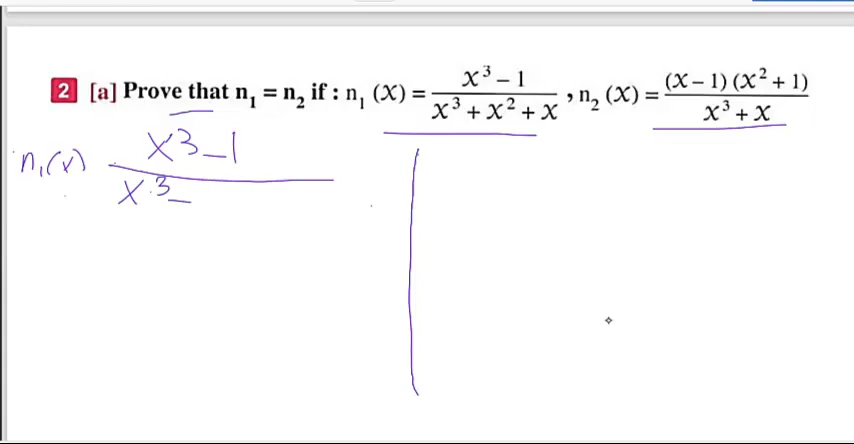 2 [a] Prove that n₁ = n₂ if : n₁ (X) = (X³ – 1)/(X³ + X² + X) , n₂ (X) = ((X – 1) (X² + 1))/(X³ + X)
n₁(x) X³–1
X³–